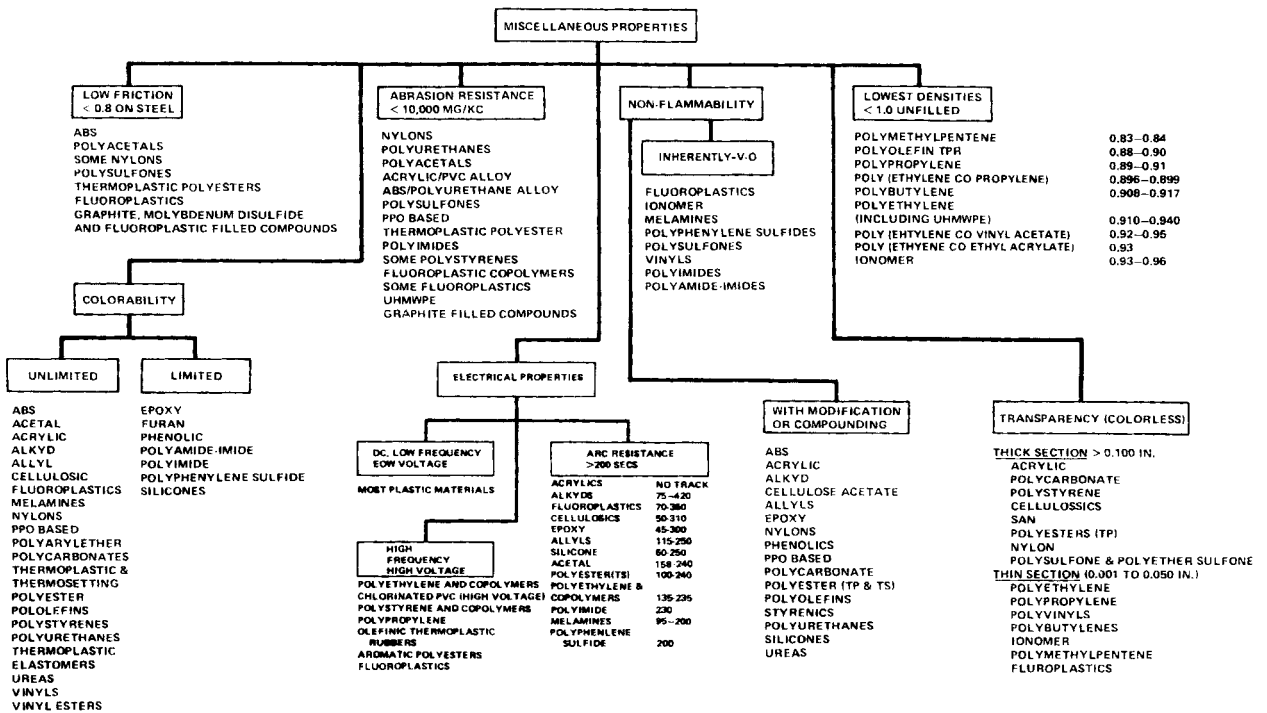 MISCELLANEOUS PROPERTIES
LOW FRICTION
< 0.8 ON STEEL
ABS
POLYACETALS
SOME NYLONS
POLYSULFONES
THERMOPLASTIC POLYESTERS
FLUOROPLASTICS
GRAPHITE, MOLYBDENUM DISULFIDE
AND FLUOROPLASTIC FILLED COMPOUNDS
ABRASION RESISTANCE
< 10,000 MG/KC
NYLONS
POLYURETHANES
POLYACETALS
ACRYLIC/PVC ALLOY
ABS/POLYURETHANE ALLOY
POLYSULFONES
PPO BASED
THERMOPLASTIC POLYESTER
POLYIMIDES
SOME POLYSTYRENES
FLUOROPLASTIC COPOLYMERS
SOME FLUOROPLASTICS
UHMWPE
GRAPHITE FILLED COMPOUNDS
NON-FLAMMABILITY
INHERENTLY-V-O
FLUOROPLASTICS
IONOMER
MELAMINES
POLYPHENYLENE SULFIDES
POLYSULFONES
VINYLS
POLYIMIDES
POLYAMIDE-IMIDES
LOWEST DENSITIES
< 1.0 UNFILLED
POLYMETHYLPENTENE 0.83–0.84
POLYOLEFIN TPR 0.88–0.90
POLYPROPYLENE 0.89–0.91
POLY (ETHYLENE CO PROPYLENE) 0.896–0.899
POLYBUTYLENE 0.908–0.917
POLYETHYLENE
(INCLUDING UHMWPE) 0.910–0.940
POLY (EHTYLENE CO VINYL ACETATE) 0.92–0.95
POLY (ETHYENE CO ETHYL ACRYLATE) 0.93
IONOMER 0.93–0.96
COLORABILITY
UNLIMITED
ABS
ACETAL
ACRYLIC
ALKYD
ALLYL
CELLULOSIC
FLUOROPLASTICS
MELAMINES
NYLONS
PPO BASED
POLYARYLETHER
POLYCARBONATES
THERMOPLASTIC &
THERMOSETTING
POLYESTER
POLOLEFINS
POLYSTYRENES
POLYURETHANES
THERMOPLASTIC
ELASTOMERS
UREAS
VINYLS
VINYL ESTERS
LIMITED
EPOXY
FURAN
PHENOLIC
POLYAMIDE-IMIDE
POLYIMIDE
POLYPHENYLENE SULFIDE
SILICONES
ELECTRICAL PROPERTIES
DC, LOW FREQUENCY
EOW VOLTAGE
MOST PLASTIC MATERIALS
HIGH
FREQUENCY
HIGH VOLTAGE
POLYETHYLENE AND COPOLYMERS
CHLORINATED PVC (HIGH VOLTAGE)
POLYSTYRENE AND COPOLYMERS
POLYPROPYLENE
OLEFINIC THERMOPLASTIC
RUBBERS
AROMATIC POLYESTERS
FLUOROPLASTICS
ARC RESISTANCE
>200 SECS
ACRYLICS NO TRACK
ALKYDS 75–420
FLUOROPLASTICS 70-360
CELLULOSICS 50-310
EPOXY 45-300
ALLYLS 115-250
SILICONE 60-250
ACETAL 158-240
POLYESTER(TS) 100-240
POLYETHYLENE &
COPOLYMERS 135-235
POLYIMIDE 230
MELAMINES 95–200
POLYPHENLENE
SULFIDE 200
WITH MODIFICATION
OR COMPOUNDING
ABS
ACRYLIC
ALKYD
CELLULOSE ACETATE
ALLYLS
EPOXY
NYLONS
PHENOLICS
PPO BASED
POLYCARBONATE
POLYESTER (TP & TS)
POLYOLEFINS
STYRENICS
POLYURETHANES
SILICONES
UREAS
TRANSPARENCY (COLORLESS)
THICK SECTION > 0.100 IN.
ACRYLIC
POLYCARBONATE
POLYSTYRENE
CELLULOSSICS
SAN
POLYESTERS (TP)
NYLON
POLYSULFONE & POLYETHER SULFONE
THIN SECTION (0.001 TO 0.050 IN.)
POLYETHYLENE
POLYPROPYLENE
POLYVINYLS
POLYBUTYLENES
IONOMER
POLYMETHYLPENTENE
FLUROPLASTICS